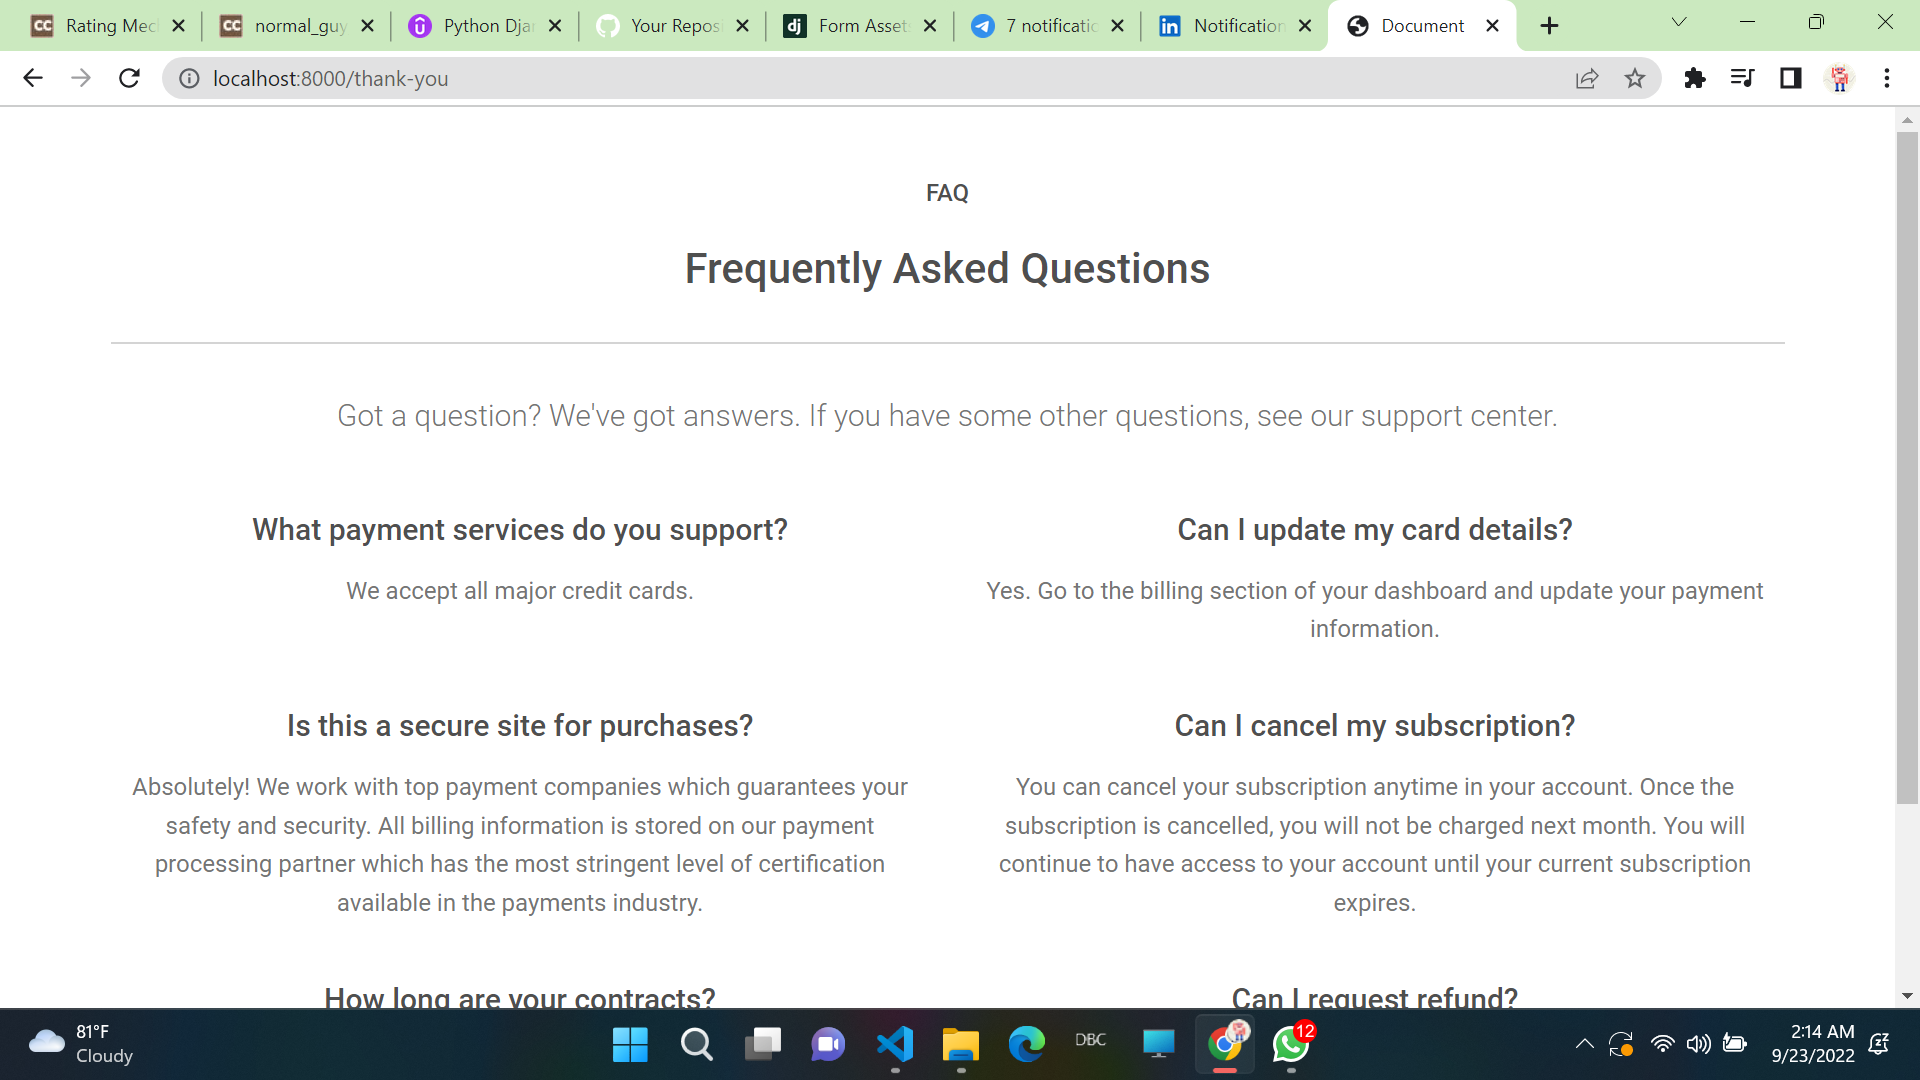 Rating Mec
normal_guy
Python Djan
Your Reposi
Form Assets
7 notificatio
Notification
Document
localhost:8000/thank-you
FAQ
Frequently Asked Questions
Got a question? We've got answers. If you have some other questions, see our support center.
What payment services do you support?
We accept all major credit cards.
Can I update my card details?
Yes. Go to the billing section of your dashboard and update your payment
information.
Is this a secure site for purchases?
Absolutely! We work with top payment companies which guarantees your
safety and security. All billing information is stored on our payment
processing partner which has the most stringent level of certification
available in the payments industry.
Can I cancel my subscription?
You can cancel your subscription anytime in your account. Once the
subscription is cancelled, you will not be charged next month. You will
continue to have access to your account until your current subscription
expires.
How long are your contracts?
Can I request refund?
81°F
Cloudy
DBC
12
2:14 AM
9/23/2022